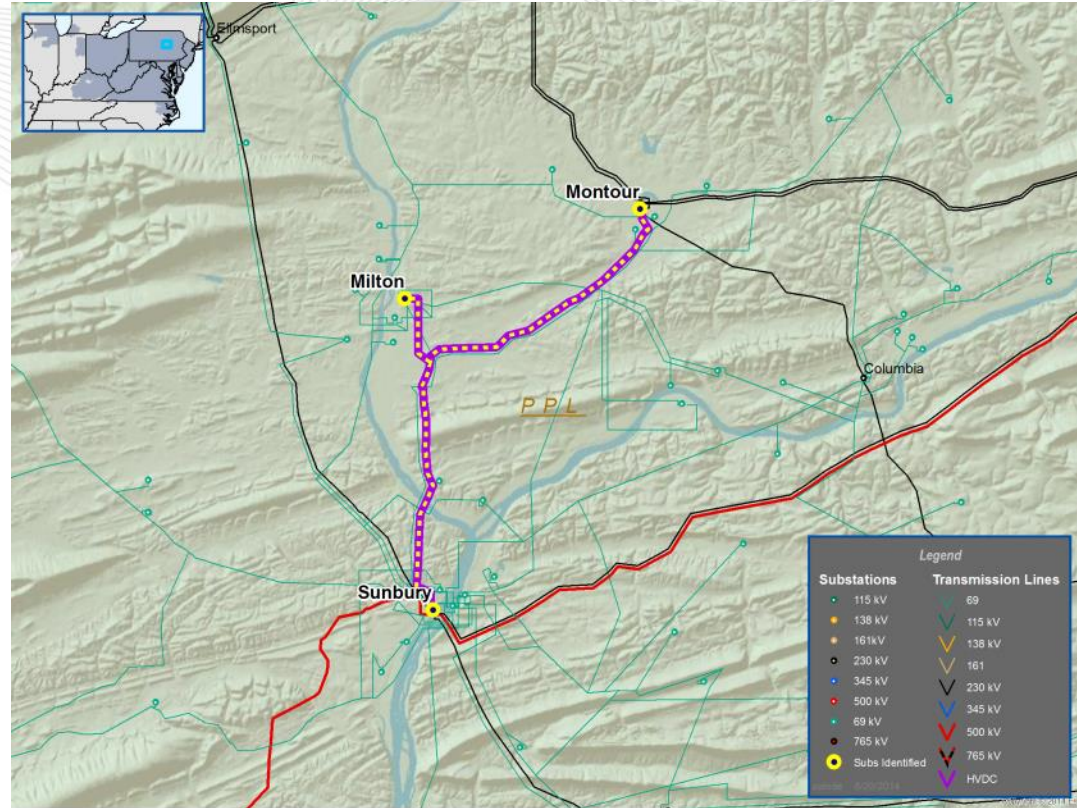 Ellmsport
Montour
Milton
Columbia
PPL
Sunbury
Legend
Substations
115 kV
138 kV
161kV
230 kV
345 kV
500 kV
69 kV
765 kV
Subs Identified
Transmission Lines
69
115 kV
138 kV
161
230 kV
345 kV
500 kV
765 kV
HVDC